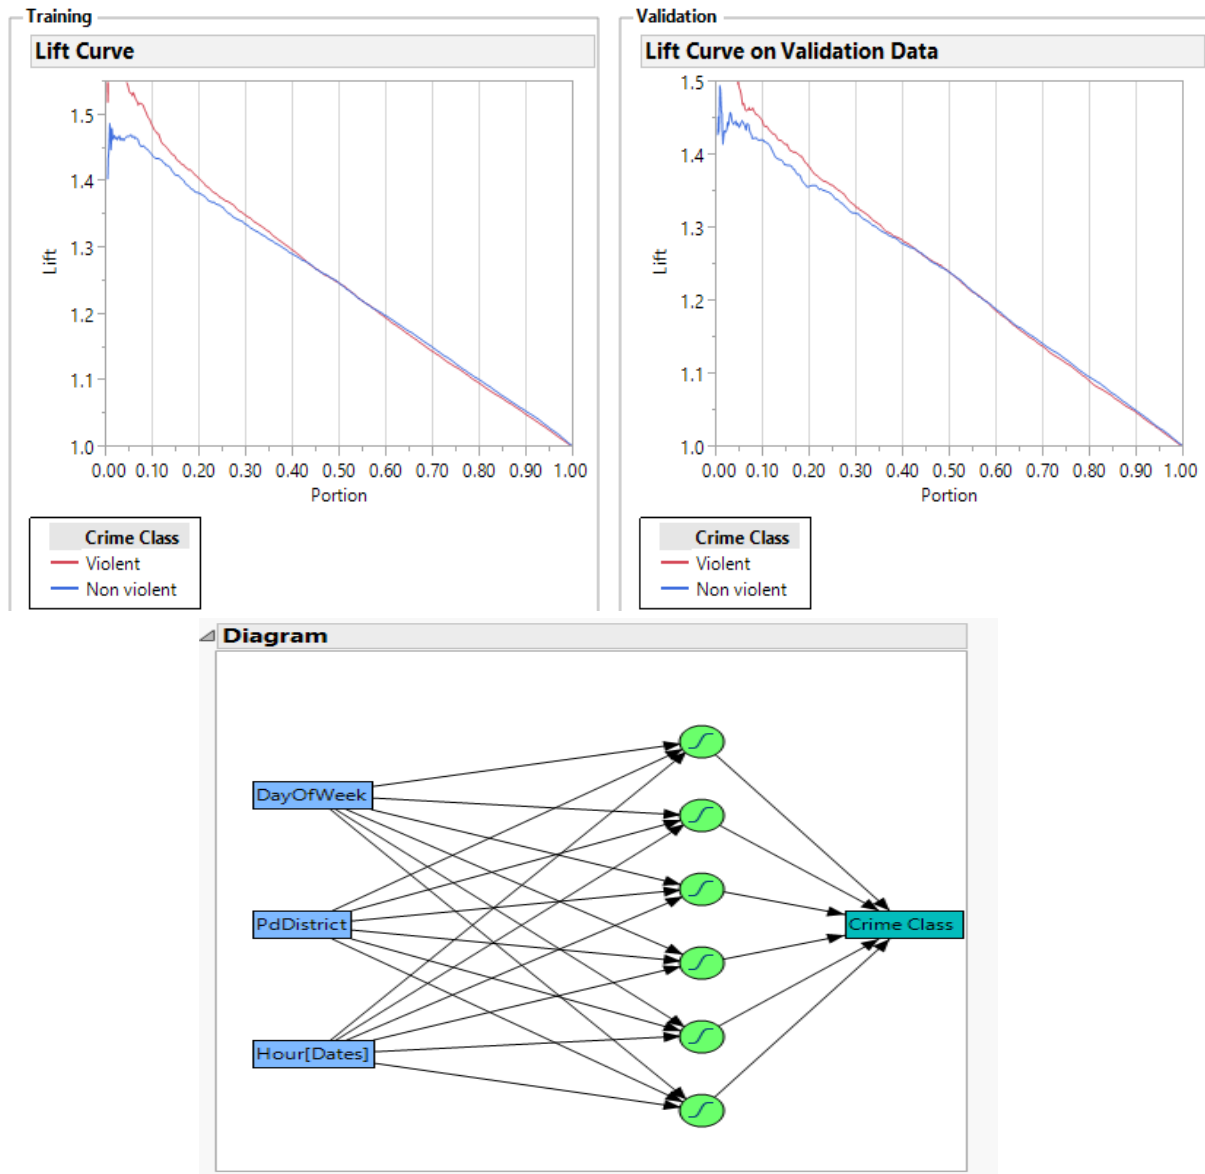 Training
Lift Curve
1.5
1.4
1.3
1.2
1.1
1.0
Lift
0.00 0.10 0.20 0.30 0.40 0.50 0.60 0.70 0.80 0.90 1.00
Portion
Crime Class
Violent
Non violent
Validation
Lift Curve on Validation Data
1.5
1.4
1.3
1.2
1.1
1.0
Lift
0.00 0.10 0.20 0.30 0.40 0.50 0.60 0.70 0.80 0.90 1.00
Portion
Crime Class
Violent
Non violent
Diagram
DayOfWeek
PdDistrict
Crime Class
Hour[Dates]